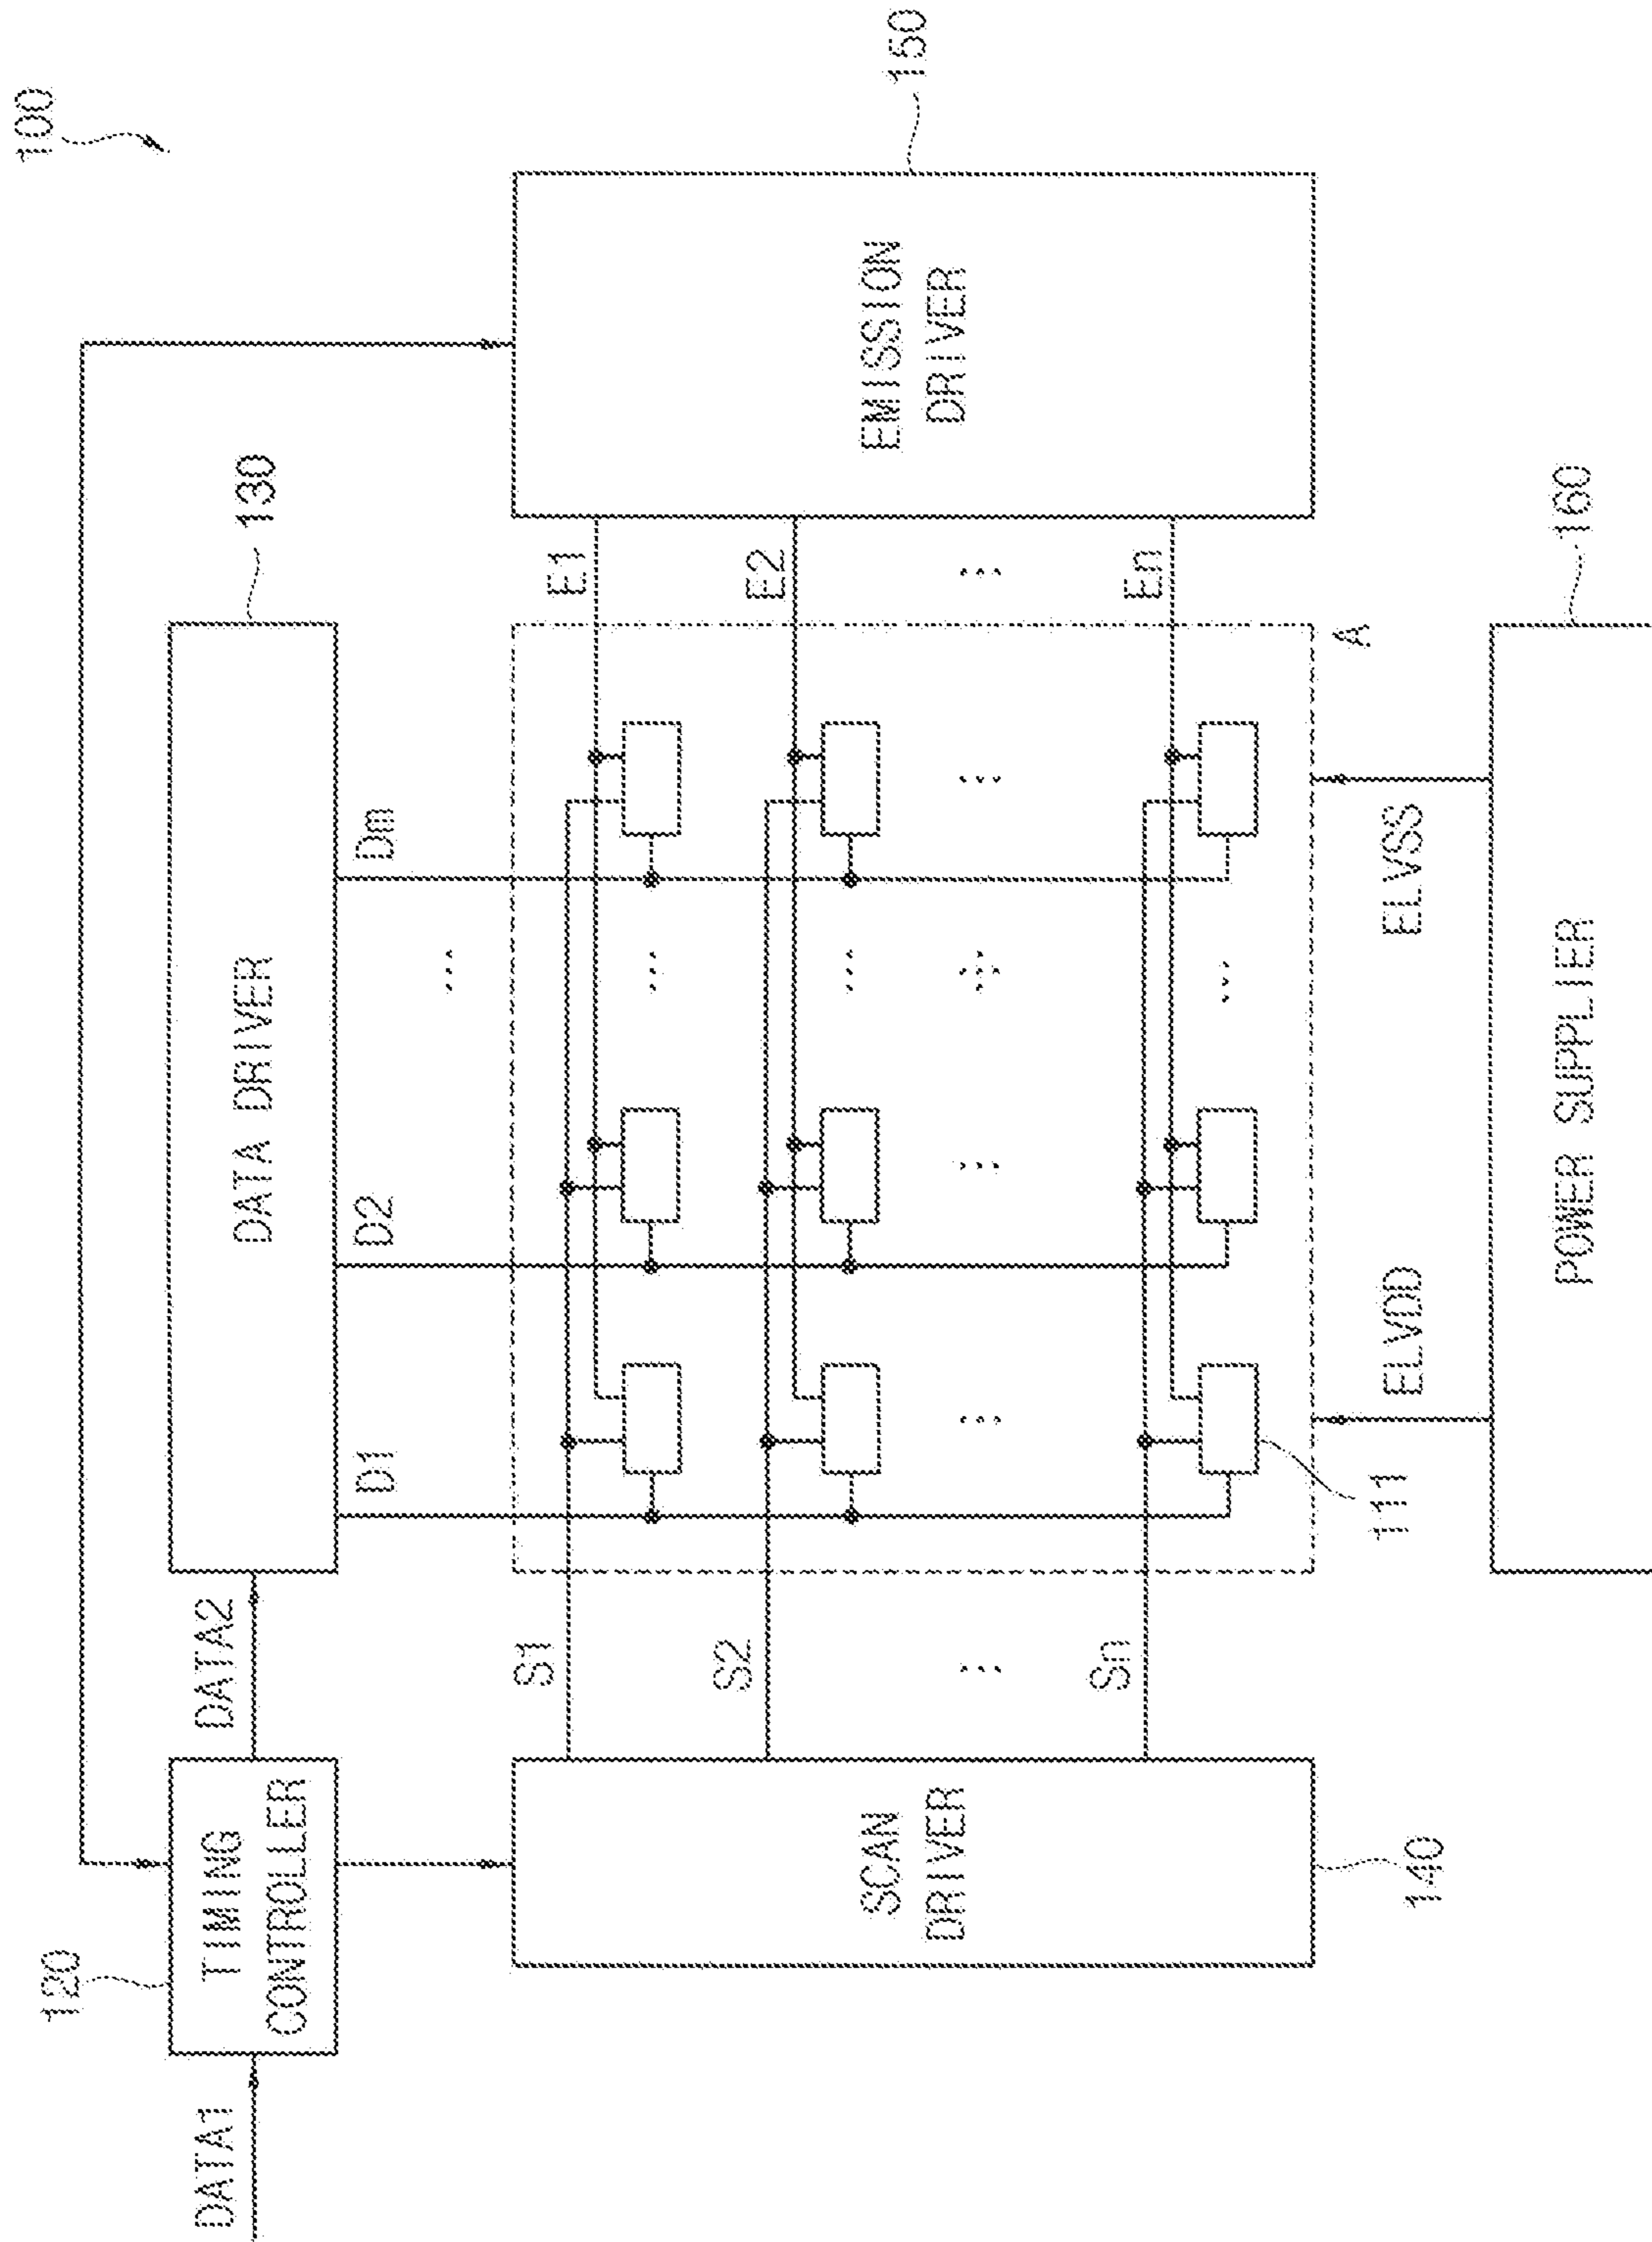 100
120
130
DATA1
TIMING
CONTROLLER
DATA2
DATA DRIVER
D1
D2
...
Dm
SCAN
DRIVER
140
S1
S2
...
Sn
E1
E2
...
En
EMISSION
DRIVER
150
111
A
ELVDD
ELVSS
POWER SUPPLIER
160